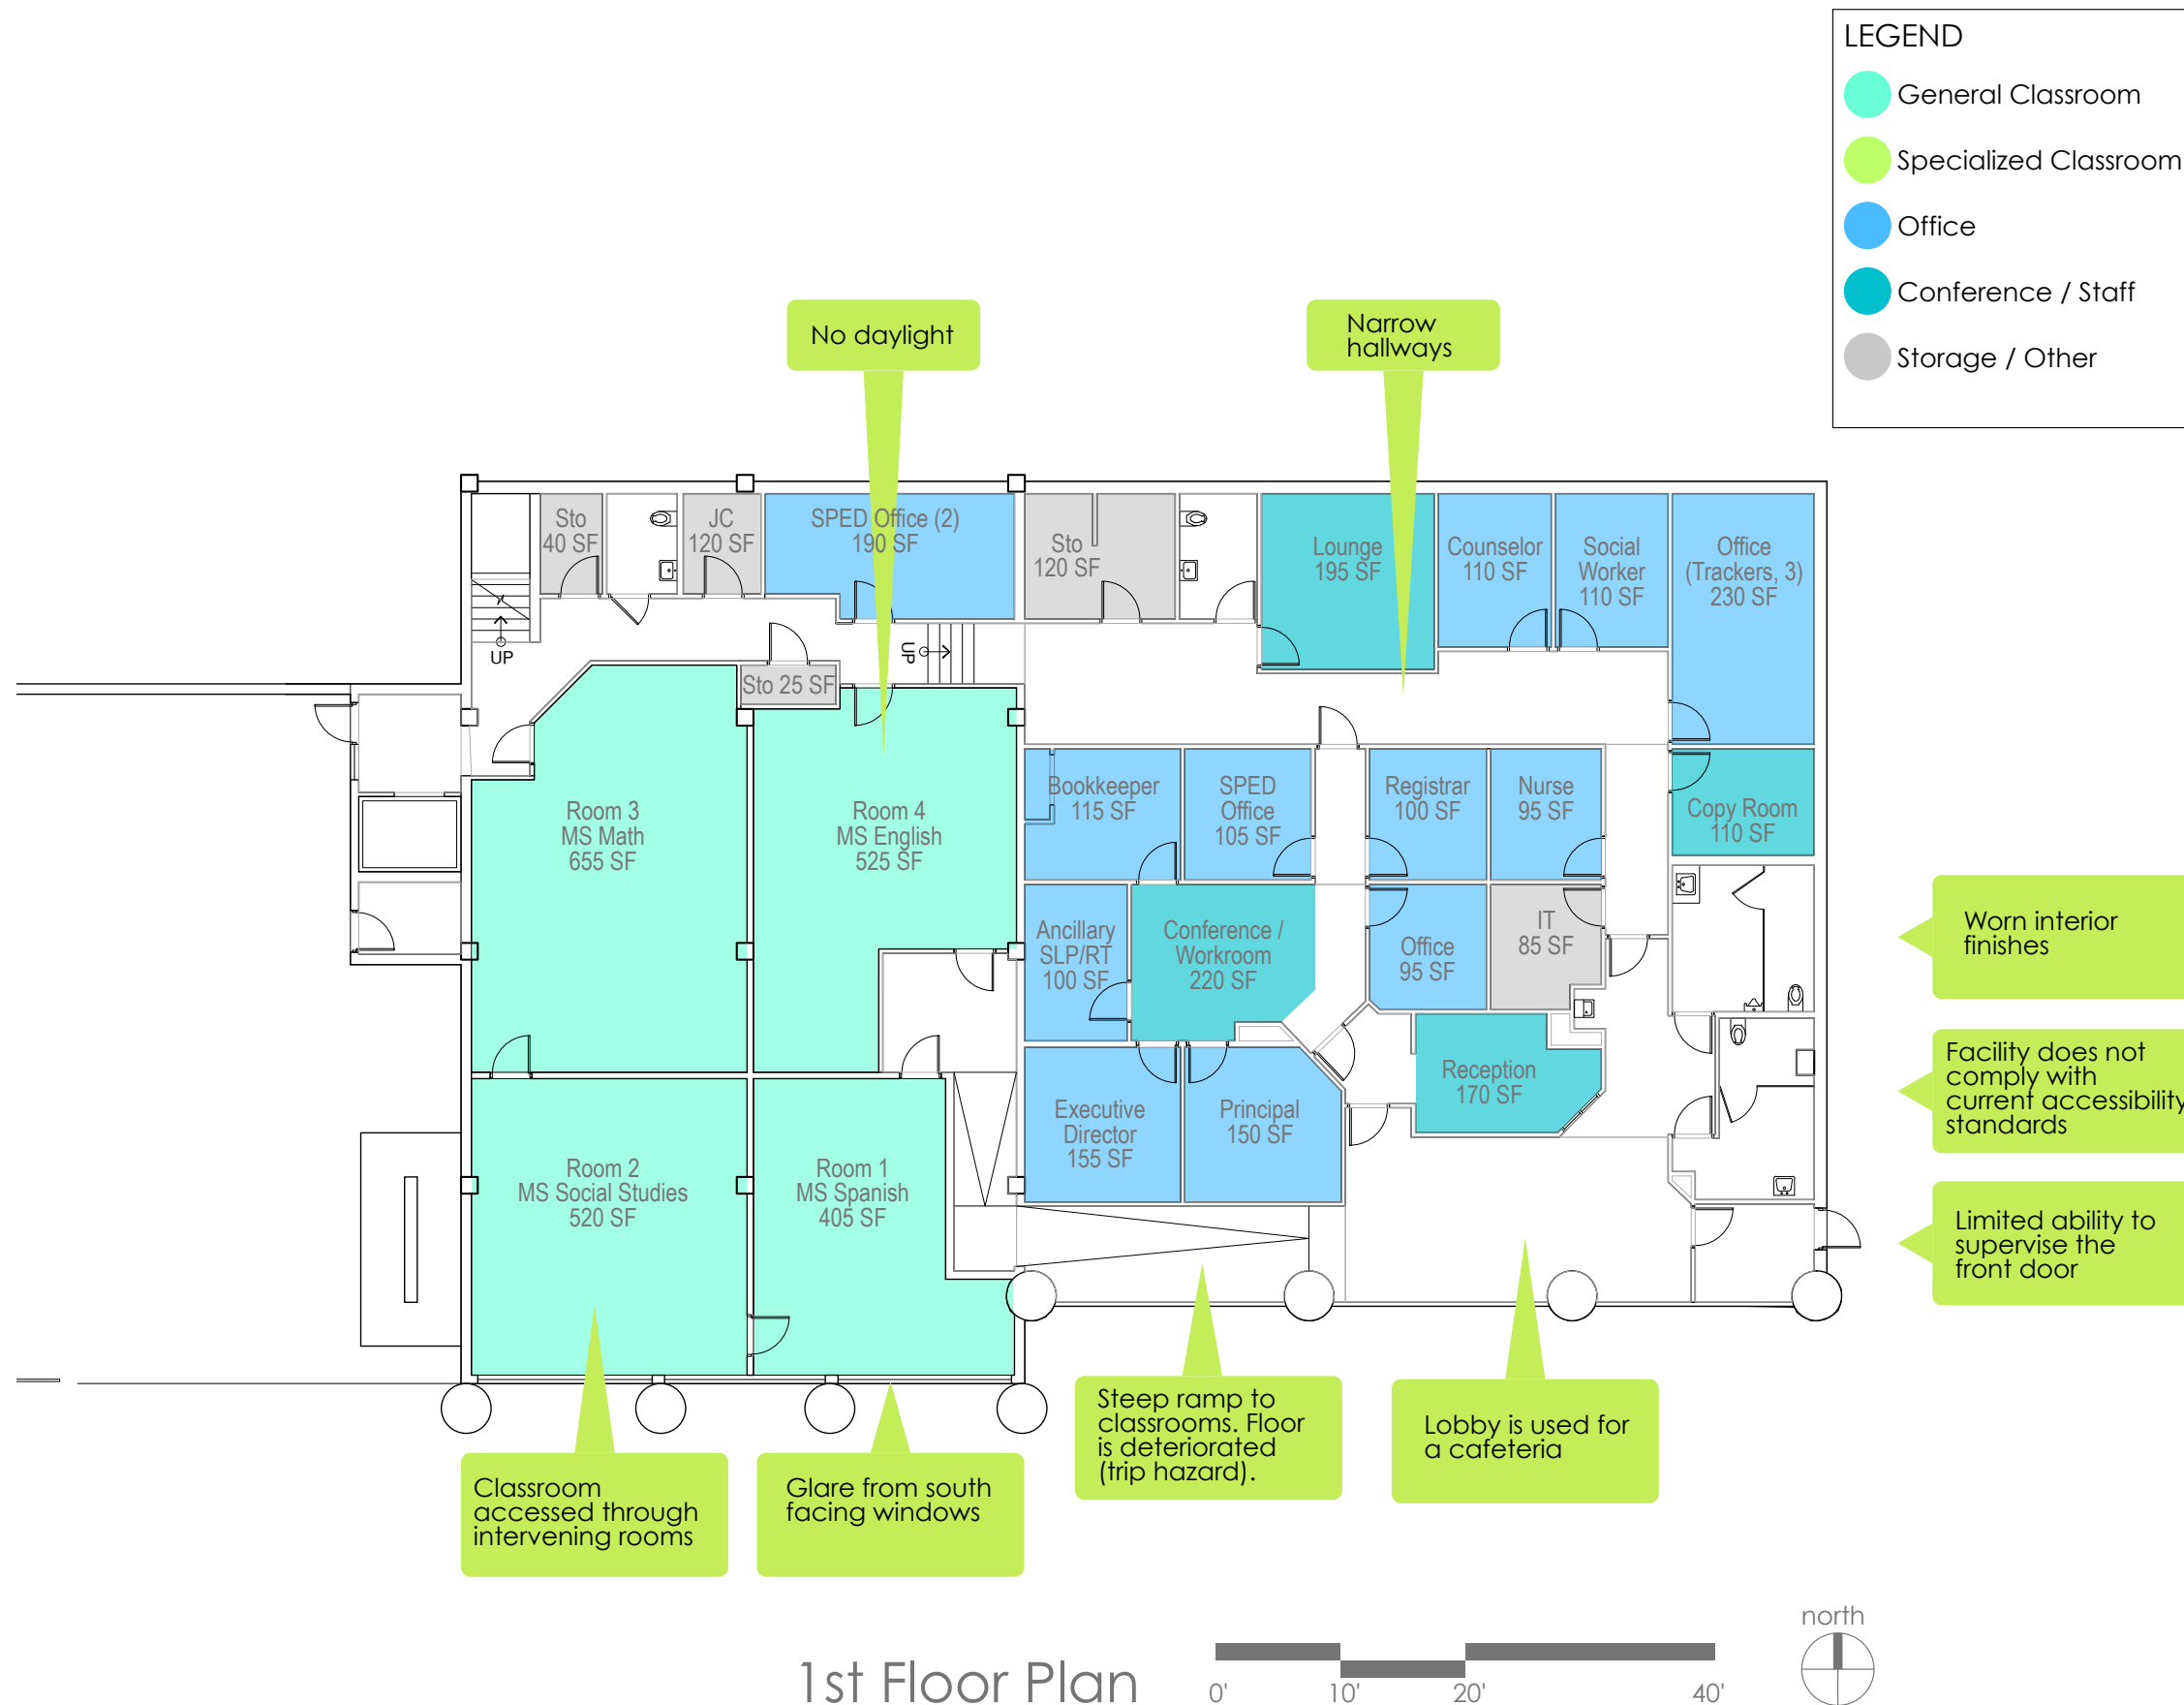 LEGEND
General Classroom
Specialized Classroom
Office
Conference / Staff
Storage / Other
No daylight
Narrow
hallways
Sto
40 SF
JC
120 SF
SPED Office (2)
190 SF
Sto
120 SF
Lounge
195 SF
Counselor
110 SF
Social
Worker
110 SF
Office
(Trackers, 3)
230 SF
UP
UP
Sto 25 SF
Room 3
MS Math
655 SF
Room 4
MS English
525 SF
Bookkeeper
115 SF
SPED
Office
105 SF
Registrar
100 SF
Nurse
95 SF
Copy Room
110 SF
Ancillary
SLP/RT
100 SF
Conference /
Workroom
220 SF
Office
95 SF
IT
85 SF
Worn interior
finishes
Reception
170 SF
Facility does not
comply with
current accessibility
standards
Executive
Director
155 SF
Principal
150 SF
Room 2
MS Social Studies
520 SF
Room 1
MS Spanish
405 SF
Limited ability to
supervise the
front door
Classroom
accessed through
intervening rooms
Glare from south
facing windows
Steep ramp to
classrooms. Floor
is deteriorated
(trip hazard).
Lobby is used for
a cafeteria
1st Floor Plan
0' 10' 20' 40'
north